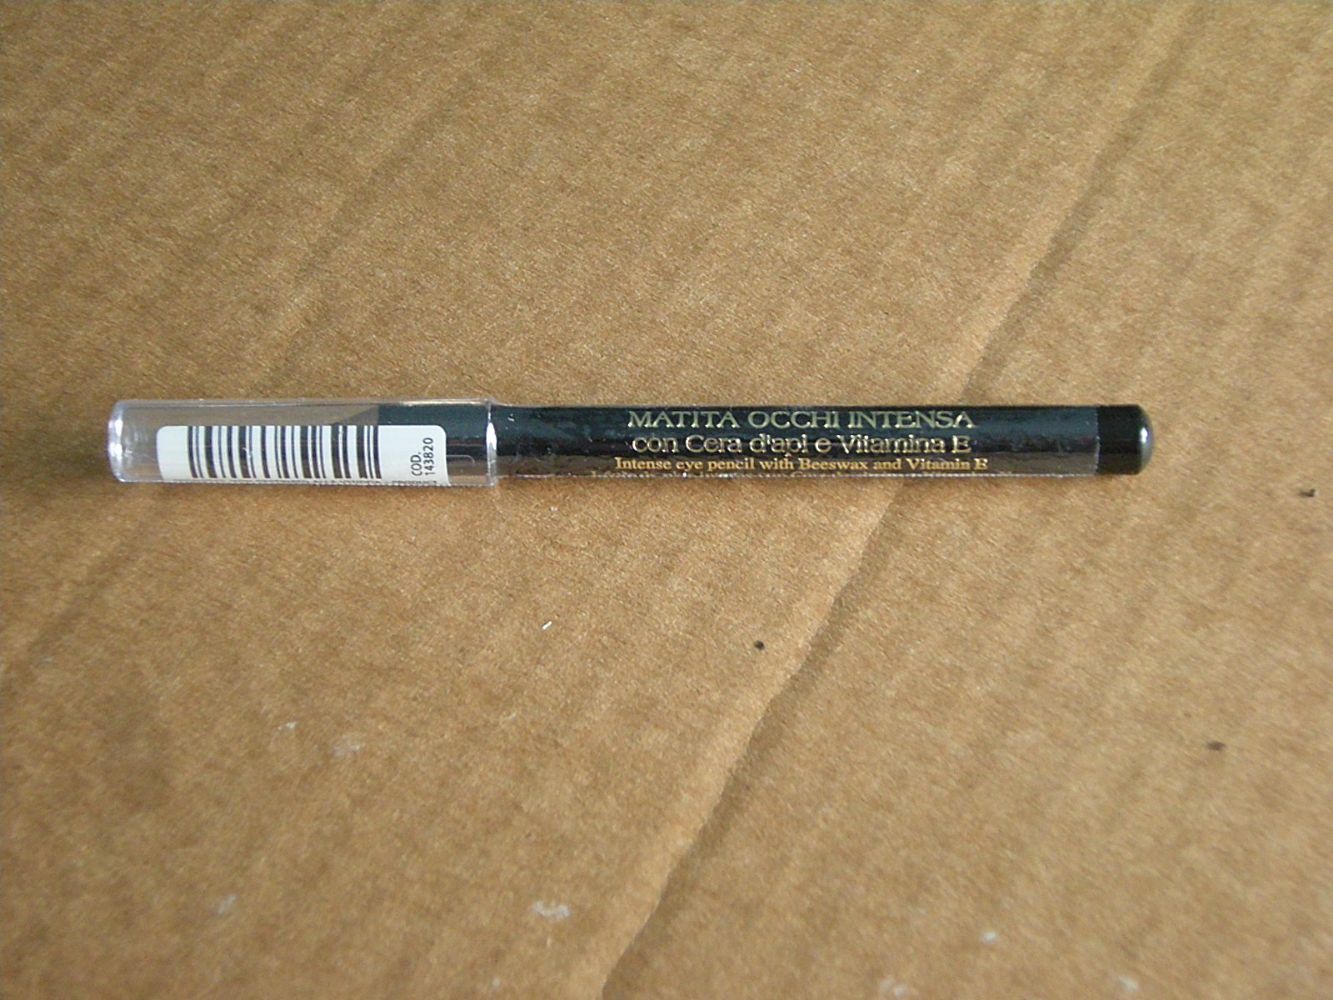 MATITA OCCHI INTENSA
con Cera d'api e Vitamina E
Intense eye pencil with Beeswax and Vitamin E
COD.
143820